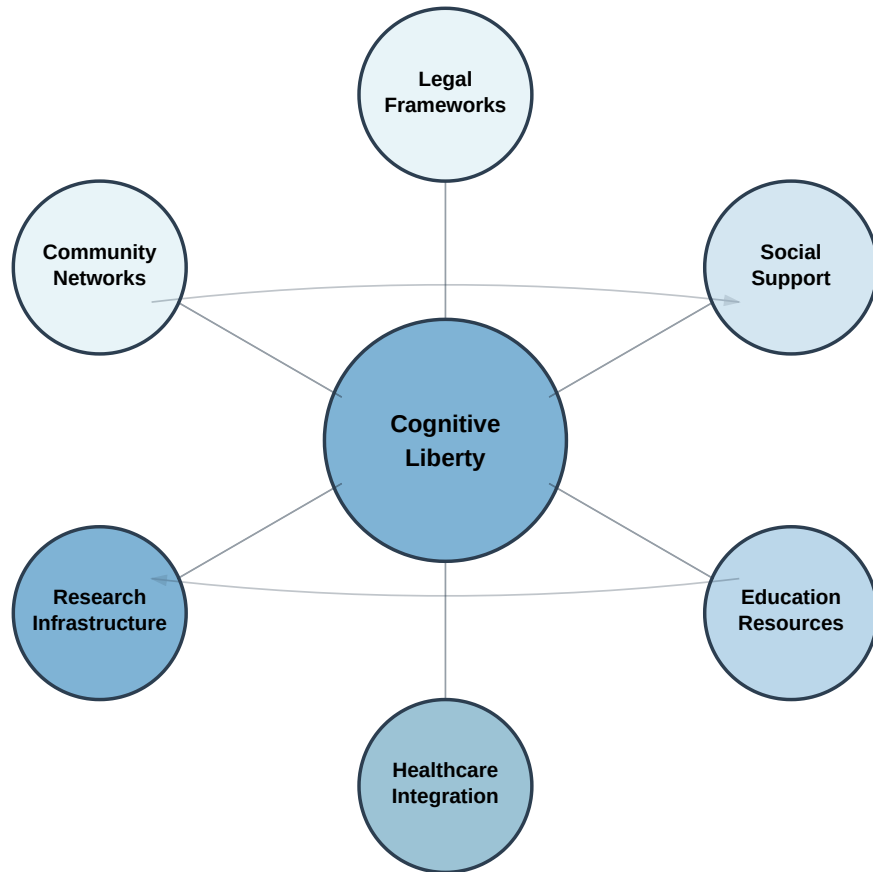 Legal
Frameworks
Community
Networks
Social
Support
Cognitive
Liberty
Research
Infrastructure
Education
Resources
Healthcare
Integration